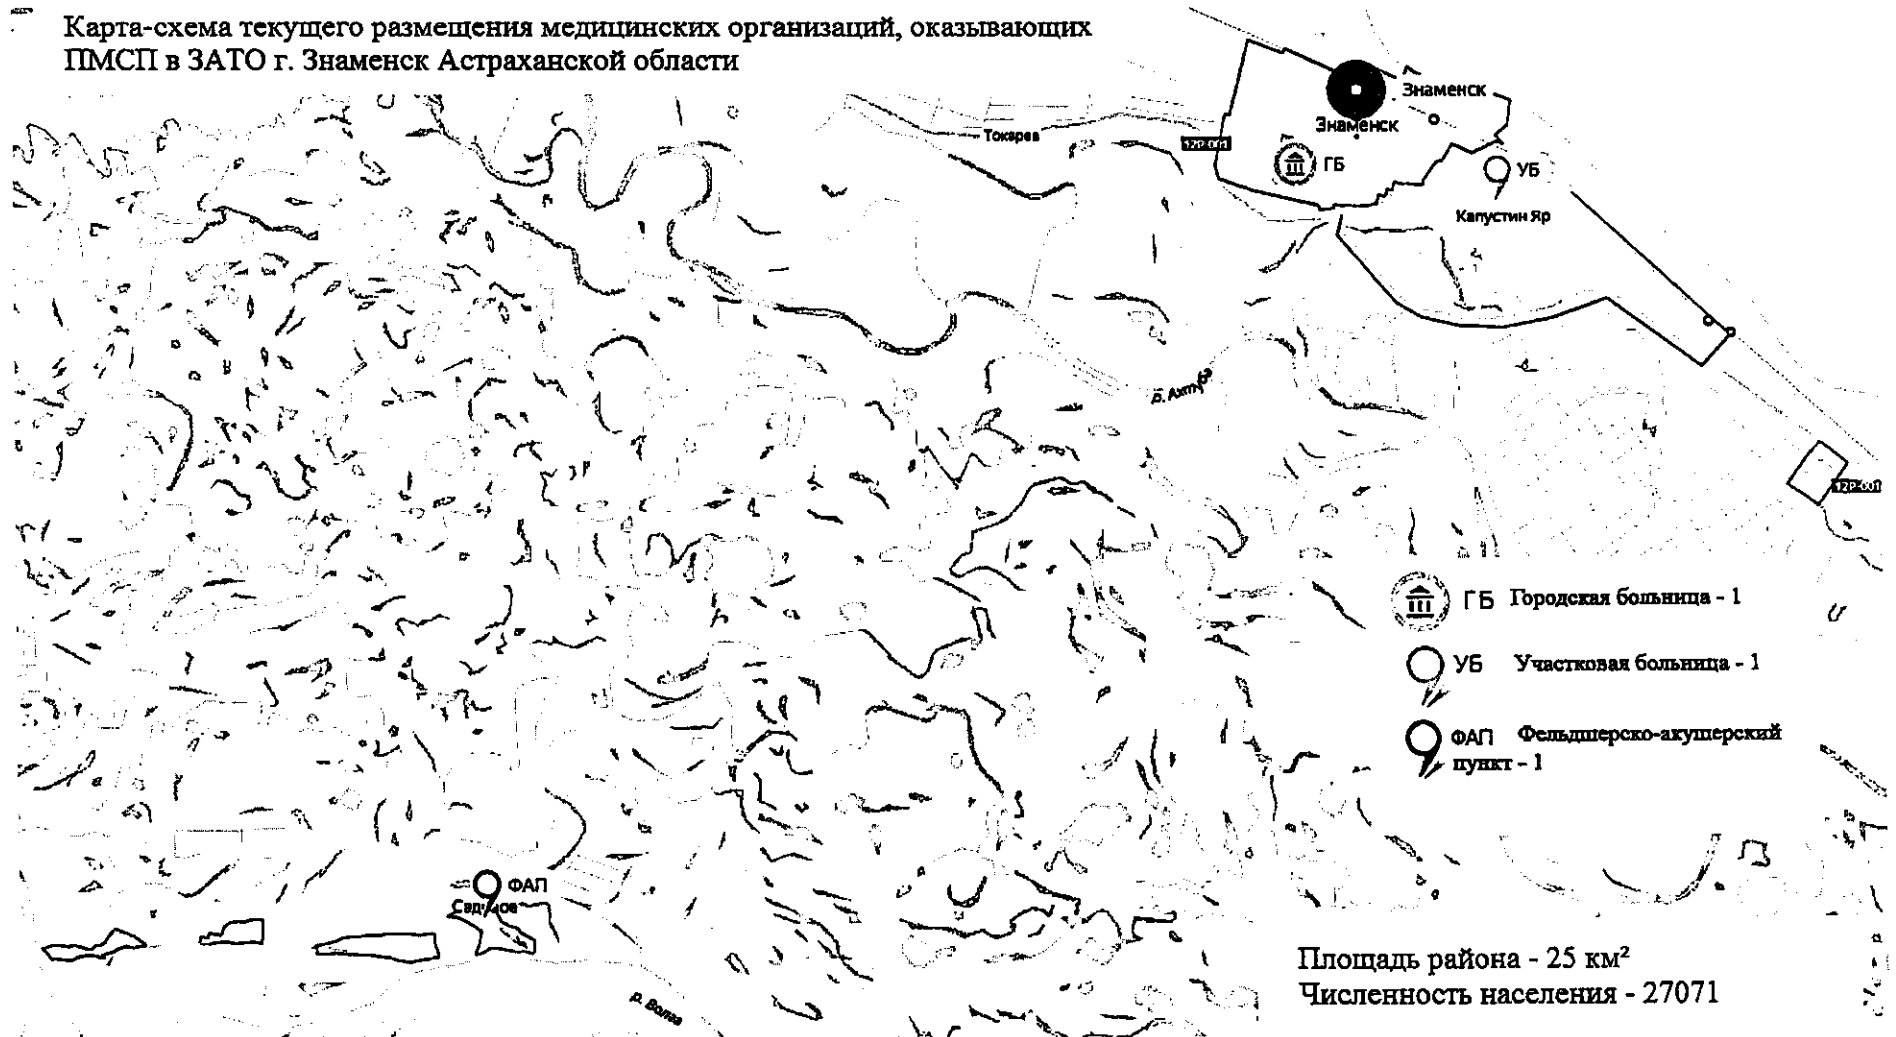 Карта-схема текущего размещения медицинских организаций, оказывающих
ПМСП в ЗАТО г. Знаменск Астраханской области
Знаменск
Знаменск
Токарев
12Р-001
ГБ
УБ
Капустин Яр
р. Ахтуба
12Р-001
ГБ Городская больница - 1
УБ Участковая больница - 1
ФАП Фельдшерско-акушерский
пункт - 1
ФАП
р. Волга
Площадь района - 25 км²
Численность населения - 27071